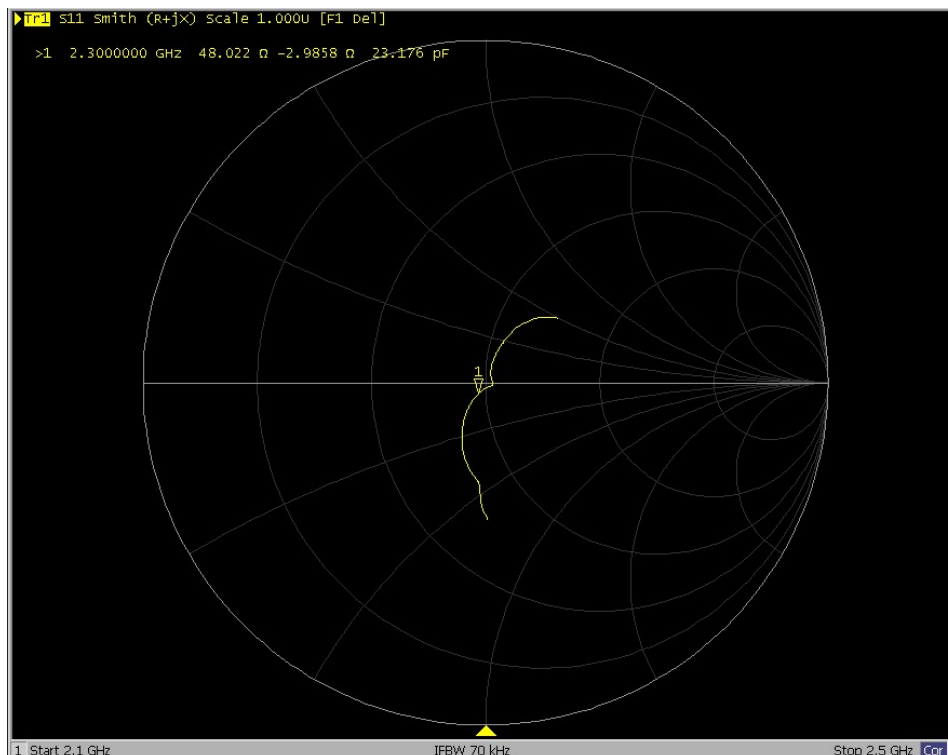 Tr1 S11 Smith (R+jX) Scale 1.000U [F1 Del]
>1 2.3000000 GHz 48.022 Ω -2.9858 Ω 23.176 pF
1
1 Start 2.1 GHz IFBW 70 kHz Stop 2.5 GHz Cor